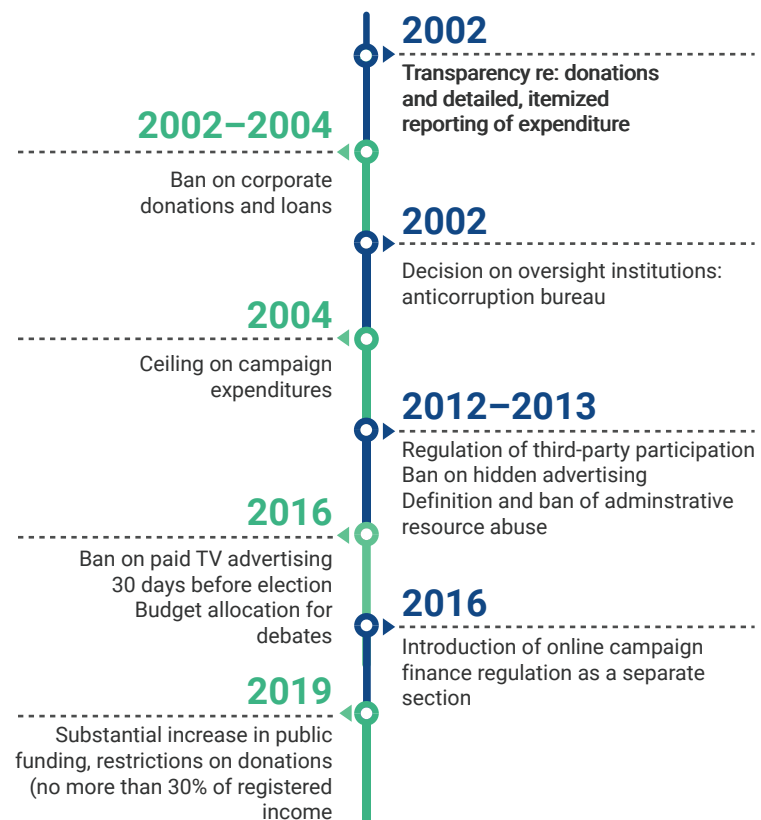 2002
Transparency re: donations
and detailed, itemized
reporting of expenditure
2002–2004
Ban on corporate
donations and loans
2002
Decision on oversight institutions:
anticorruption bureau
2004
Ceiling on campaign
expenditures
2012–2013
Regulation of third-party participation
Ban on hidden advertising
Definition and ban of adminstrative
resource abuse
2016
Ban on paid TV advertising
30 days before election
Budget allocation for
debates
2016
Introduction of online campaign
finance regulation as a separate
section
2019
Substantial increase in public
funding, restrictions on donations
(no more than 30% of registered
income